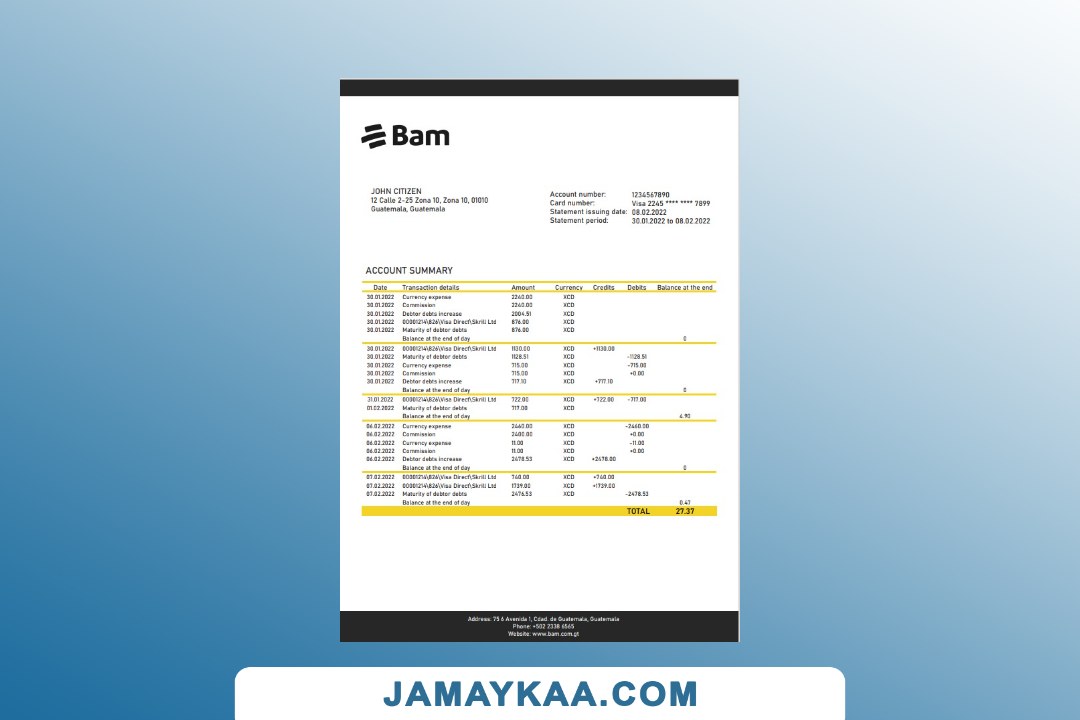 Bam
JOHN CITIZEN
12 Calle 2-25 Zona 10, Zona 10, 01010
Guatemala, Guatemala
Account number: 1234567890
Card number: Visa 2245 **** **** 7899
Statement issuing date: 08.02.2022
Statement period: 30.01.2022 to 08.02.2022
ACCOUNT SUMMARY
Date Transaction details Amount Currency Credits Debits Balance at the end
30.01.2022 Currency expense 2260.00 XCD
30.01.2022 Commission 2260.00 XCD
30.01.2022 Debtor debts increase 2004.51 XCD
30.01.2022 00001214\826\Visa Direct\Skrill Ltd 876.00 XCD
30.01.2022 Maturity of debtor debts 876.00 XCD
Balance at the end of day 0
30.01.2022 00001214\826\Visa Direct\Skrill Ltd 1130.00 XCD +1130.00
30.01.2022 Maturity of debtor debts 1128.51 XCD -1128.51
30.01.2022 Currency expense 715.00 XCD -715.00
30.01.2022 Commission 715.00 XCD +0.00
30.01.2022 Debtor debts increase 717.10 XCD +717.10
Balance at the end of day 0
31.01.2022 00001214\826\Visa Direct\Skrill Ltd 722.00 XCD +722.00 -717.00
01.02.2022 Maturity of debtor debts 717.00 XCD
Balance at the end of day 4.90
06.02.2022 Currency expense 2460.00 XCD -2460.00
06.02.2022 Commission 2400.00 XCD +0.00
06.02.2022 Currency expense 11.00 XCD -11.00
06.02.2022 Commission 11.00 XCD +0.00
06.02.2022 Debtor debts increase 2478.53 XCD +2478.00
Balance at the end of day 0
07.02.2022 00001214\826\Visa Direct\Skrill Ltd 740.00 XCD +740.00
07.02.2022 00001214\826\Visa Direct\Skrill Ltd 1739.00 XCD +1739.00
07.02.2022 Maturity of debtor debts 2476.53 XCD -2478.53
Balance at the end of day 0.47
TOTAL 27.37
Address: 75 6 Avenida 1, Cdad. de Guatemala, Guatemala
Phone: +502 2338 6565
Website: www.bam.com.gt
JAMAYKAA.COM